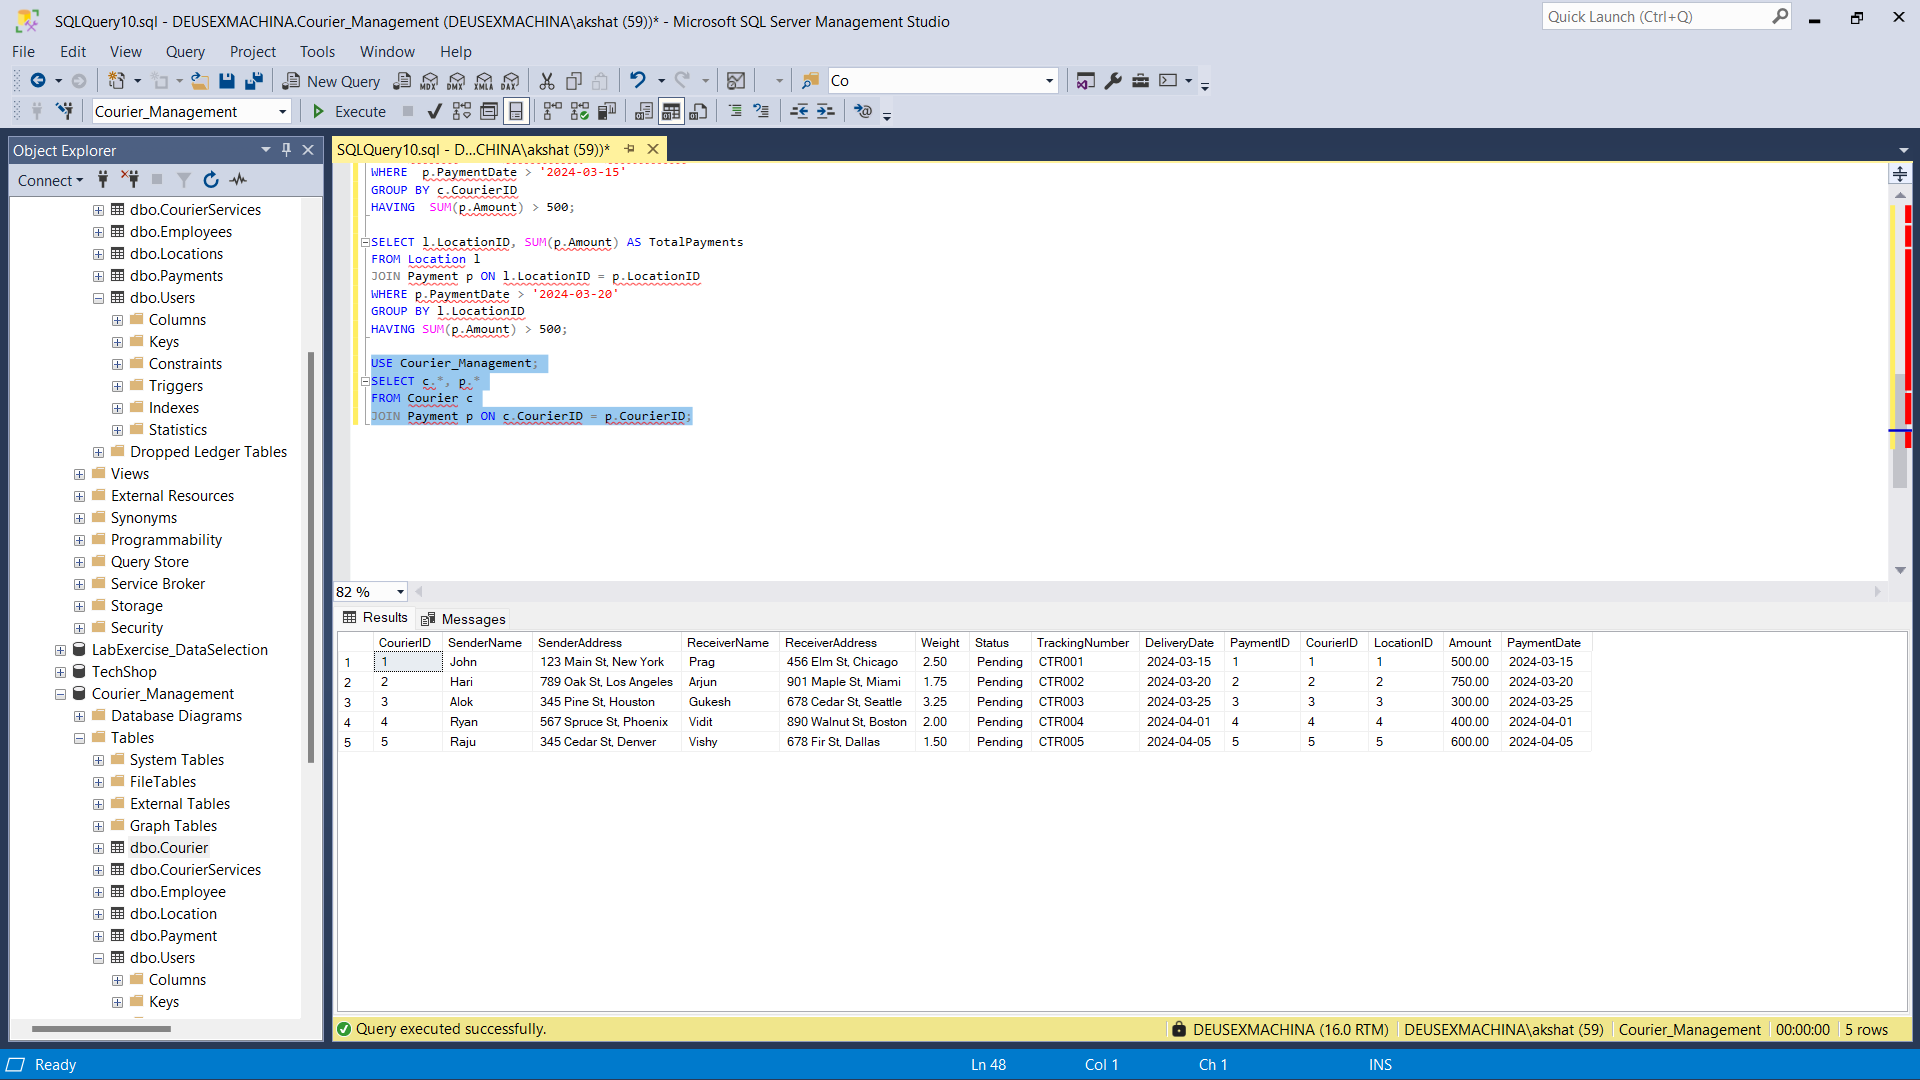 SQLQuery10.sql - DEUSEXMACHINA.Courier_Management (DEUSEXMACHINA\akshat (59))* - Microsoft SQL Server Management Studio
Quick Launch (Ctrl+Q)
File Edit View Query Project Tools Window Help
New Query MDX DMX XMLA DAX Co
Courier_Management Execute
Object Explorer
Connect
dbo.CourierServices
dbo.Employees
dbo.Locations
dbo.Payments
dbo.Users
Columns
Keys
Constraints
Triggers
Indexes
Statistics
Dropped Ledger Tables
Views
External Resources
Synonyms
Programmability
Query Store
Service Broker
Storage
Security
LabExercise_DataSelection
TechShop
Courier_Management
Database Diagrams
Tables
System Tables
FileTables
External Tables
Graph Tables
dbo.Courier
dbo.CourierServices
dbo.Employee
dbo.Location
dbo.Payment
dbo.Users
Columns
Keys
SQLQuery10.sql - D...CHINA\akshat (59))*
WHERE p.PaymentDate > '2024-03-15'
GROUP BY c.CourierID
HAVING SUM(p.Amount) > 500;
SELECT l.LocationID, SUM(p.Amount) AS TotalPayments
FROM Location l
JOIN Payment p ON l.LocationID = p.LocationID
WHERE p.PaymentDate > '2024-03-20'
GROUP BY l.LocationID
HAVING SUM(p.Amount) > 500;
USE Courier_Management;
SELECT c.*, p.*
FROM Courier c
JOIN Payment p ON c.CourierID = p.CourierID;
82 %
Results Messages
CourierID SenderName SenderAddress ReceiverName ReceiverAddress Weight Status TrackingNumber DeliveryDate PaymentID CourierID LocationID Amount PaymentDate
1 1 John 123 Main St, New York Prag 456 Elm St, Chicago 2.50 Pending CTR001 2024-03-15 1 1 1 500.00 2024-03-15
2 2 Hari 789 Oak St, Los Angeles Arjun 901 Maple St, Miami 1.75 Pending CTR002 2024-03-20 2 2 2 750.00 2024-03-20
3 3 Alok 345 Pine St, Houston Gukesh 678 Cedar St, Seattle 3.25 Pending CTR003 2024-03-25 3 3 3 300.00 2024-03-25
4 4 Ryan 567 Spruce St, Phoenix Vidit 890 Walnut St, Boston 2.00 Pending CTR004 2024-04-01 4 4 4 400.00 2024-04-01
5 5 Raju 345 Cedar St, Denver Vishy 678 Fir St, Dallas 1.50 Pending CTR005 2024-04-05 5 5 5 600.00 2024-04-05
Query executed successfully. DEUSEXMACHINA (16.0 RTM) DEUSEXMACHINA\akshat (59) Courier_Management 00:00:00 5 rows
Ready Ln 48 Col 1 Ch 1 INS